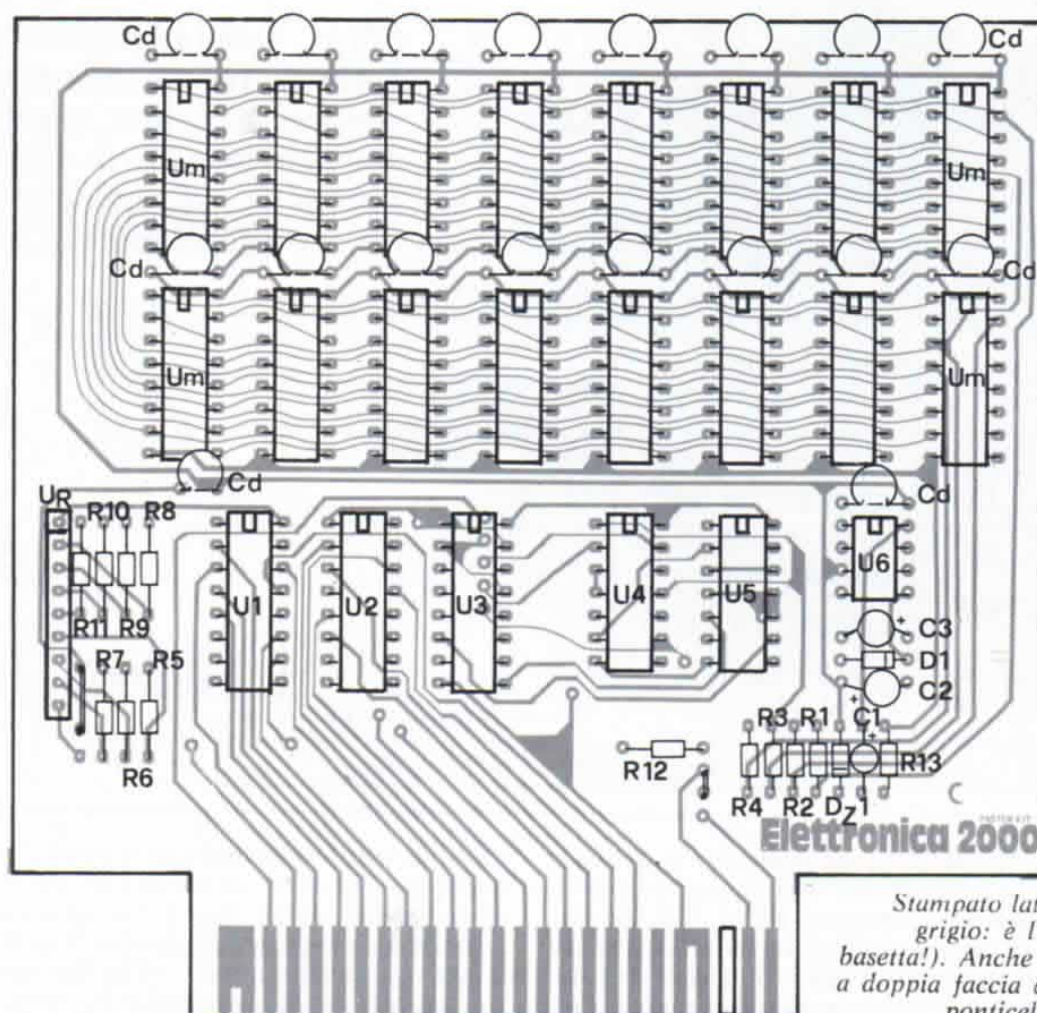 Cd Cd
Um Um
Cd Cd
Um Um
Cd Cd
UR R10 R8
U1 U2 U3 U4 U5 U6
R11 R9
C3
R7 R5 D1
C2
R3 R1 C1
R12 R13
R6
R4 R2 DZ1
Elettronica 2000
Stampato lat
grigio: è l'
basetta!). Anche
a doppia faccia
ponticel